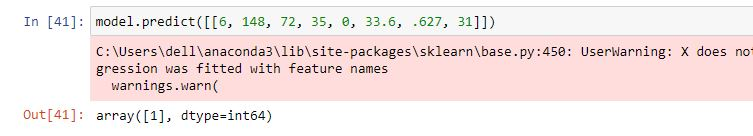 In [41]: model.predict([[6, 148, 72, 35, 0, 33.6, .627, 31]])
C:\Users\dell\anaconda3\lib\site-packages\sklearn\base.py:450: UserWarning: X does not
gression was fitted with feature names
warnings.warn(
Out[41]: array([1], dtype=int64)